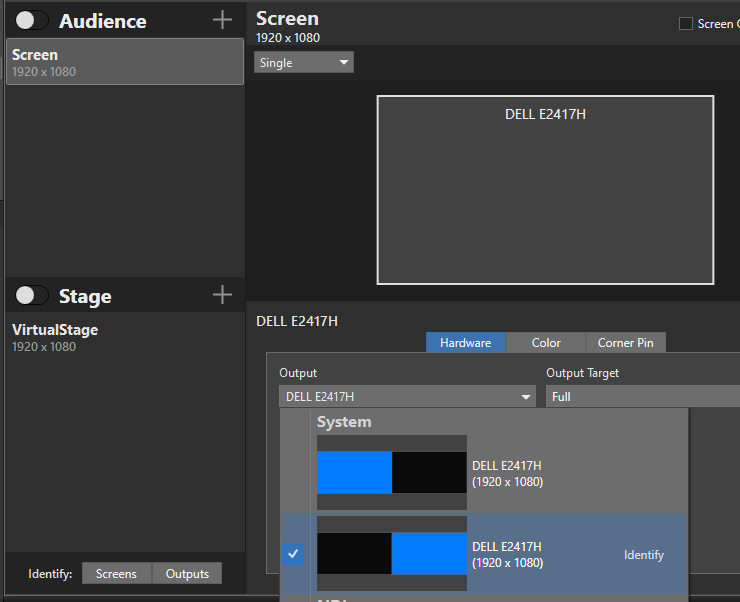 Audience
Screen
1920 x 1080
Screen
1920 x 1080
Screen
Single
DELL E2417H
Stage
VirtualStage
1920 x 1080
DELL E2417H
Hardware
Color
Corner Pin
Output
Output Target
DELL E2417H
Full
System
DELL E2417H
(1920 x 1080)
DELL E2417H
(1920 x 1080)
Identify
Identify:
Screens
Outputs